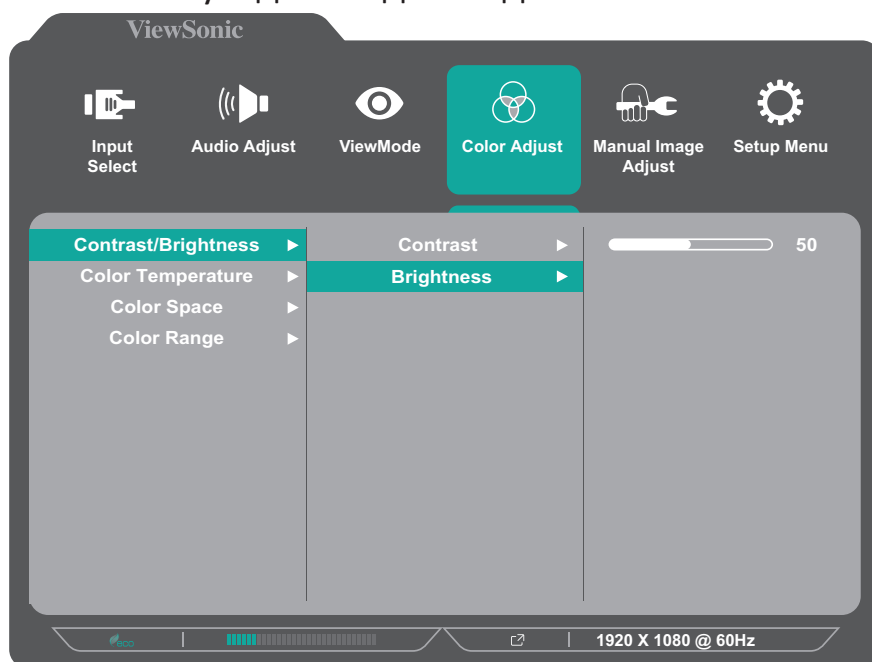 ViewSonic
Input Select
Audio Adjust
ViewMode
Color Adjust
Manual Image Adjust
Setup Menu
Contrast/Brightness
Contrast
50
Color Temperature
Brightness
Color Space
Color Range
eco
1920 X 1080 @ 60Hz